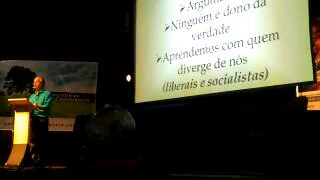 ➢Ninguém é dono da
verdade
➢Aprendemos com quem
diverge de nós
(liberais e socialistas)